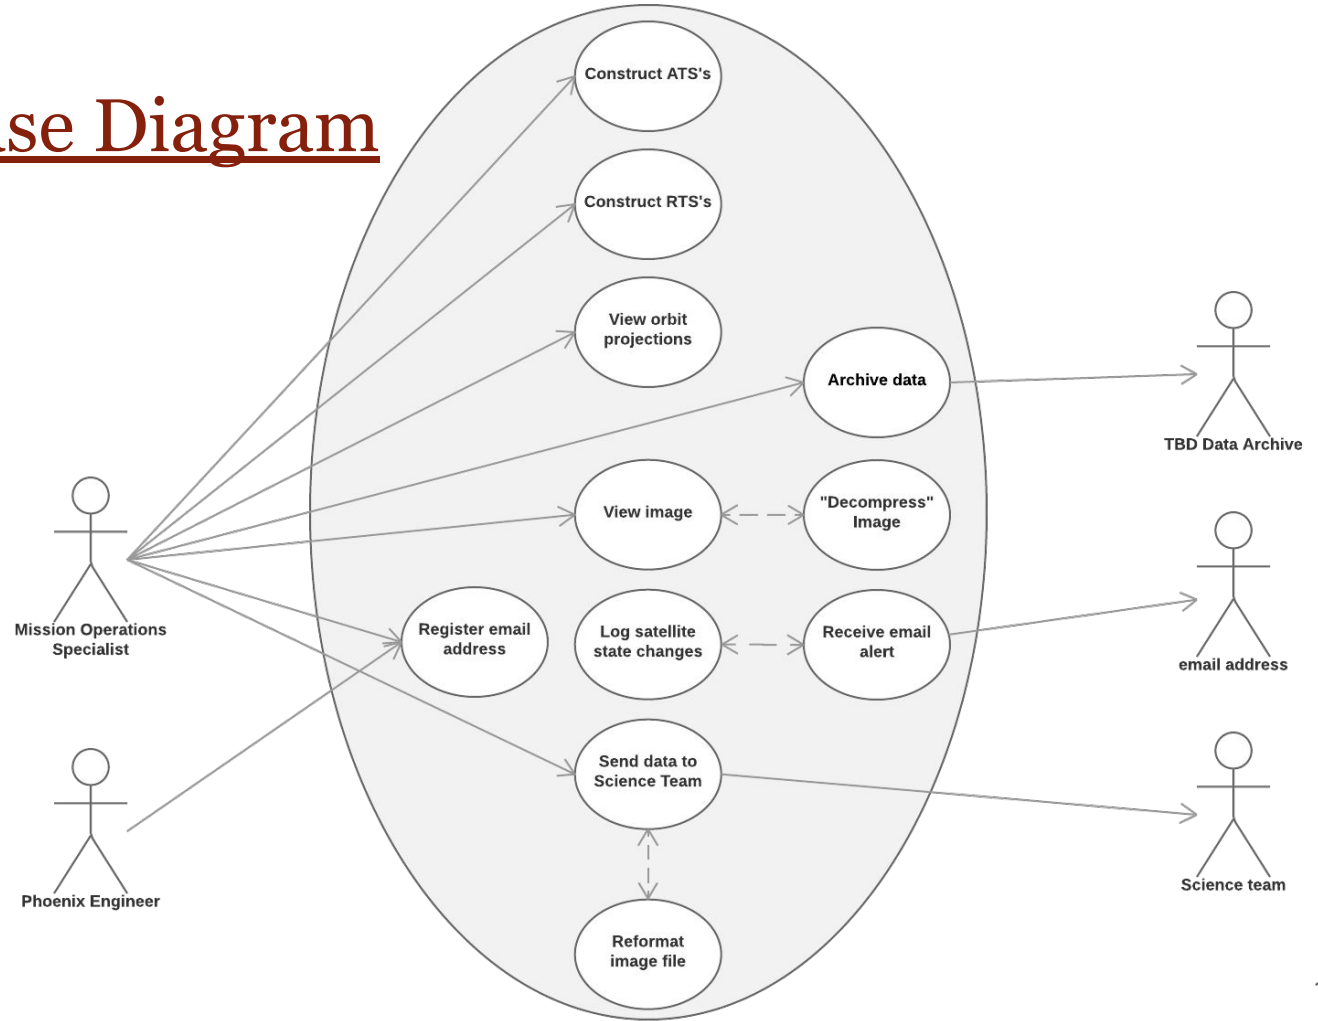 se Diagram
Construct ATS's
Construct RTS's
View orbit
projections
Archive data
TBD Data Archive
View image
"Decompress"
Image
Mission Operations
Specialist
Register email
address
Log satellite
state changes
Receive email
alert
email address
Send data to
Science Team
Phoenix Engineer
Science team
Reformat
image file